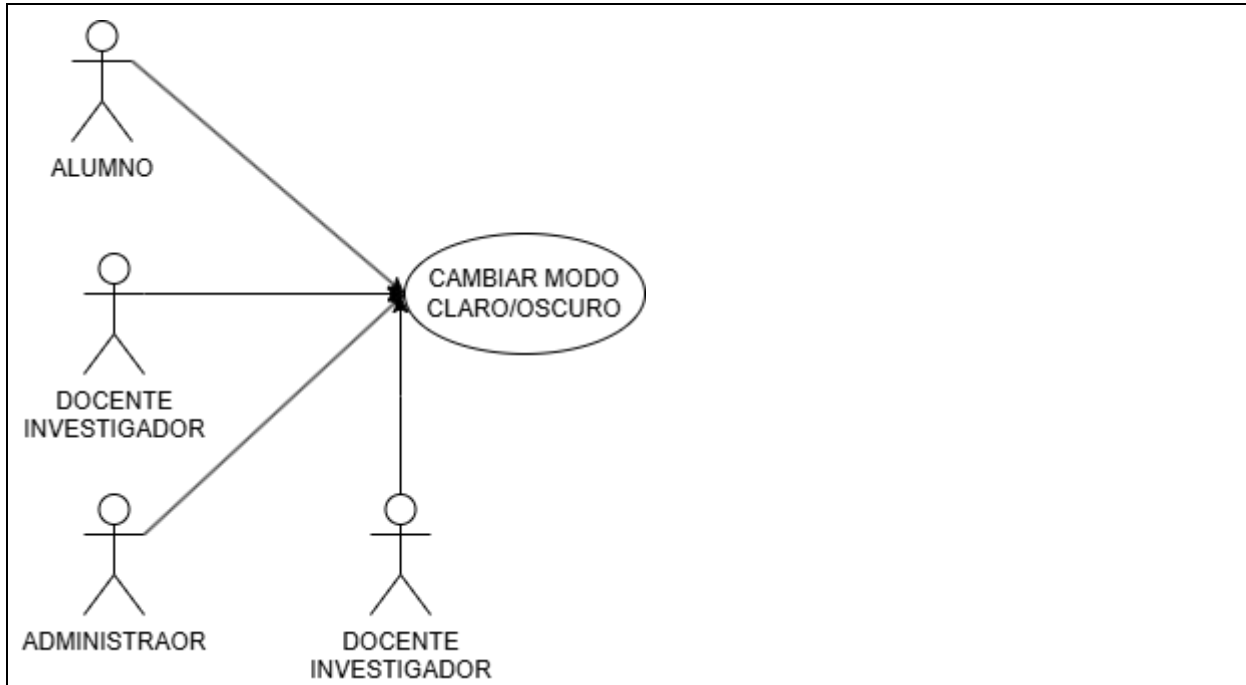 ALUMNO
CAMBIAR MODO
CLARO/OSCURO
DOCENTE
INVESTIGADOR
ADMINISTRAOR
DOCENTE
INVESTIGADOR